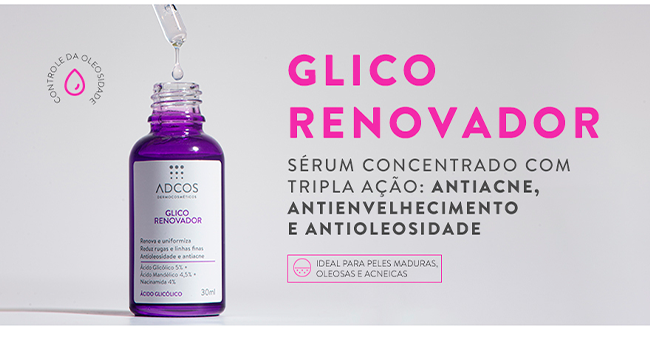 CONTROLE DA OLEOSIDADE
GLICO
RENOVADOR
SÉRUM CONCENTRADO COM
TRIPLA AÇÃO: ANTIACNE,
ANTIENVELHECIMENTO
E ANTIOLEOSIDADE
IDEAL PARA PELES MADURAS,
OLEOSAS E ACNEICAS
ADCOS
DERMOCOSMÉTICOS
GLICO
RENOVADOR
Renova e uniformiza
Reduz rugas e linhas finas
Antioleosidade e antiacne
Ácido Glicólico 5% +
Ácido Mandélico 4,5% +
Niacinamida 4%
ÁCIDO GLICÓLICO
30ml